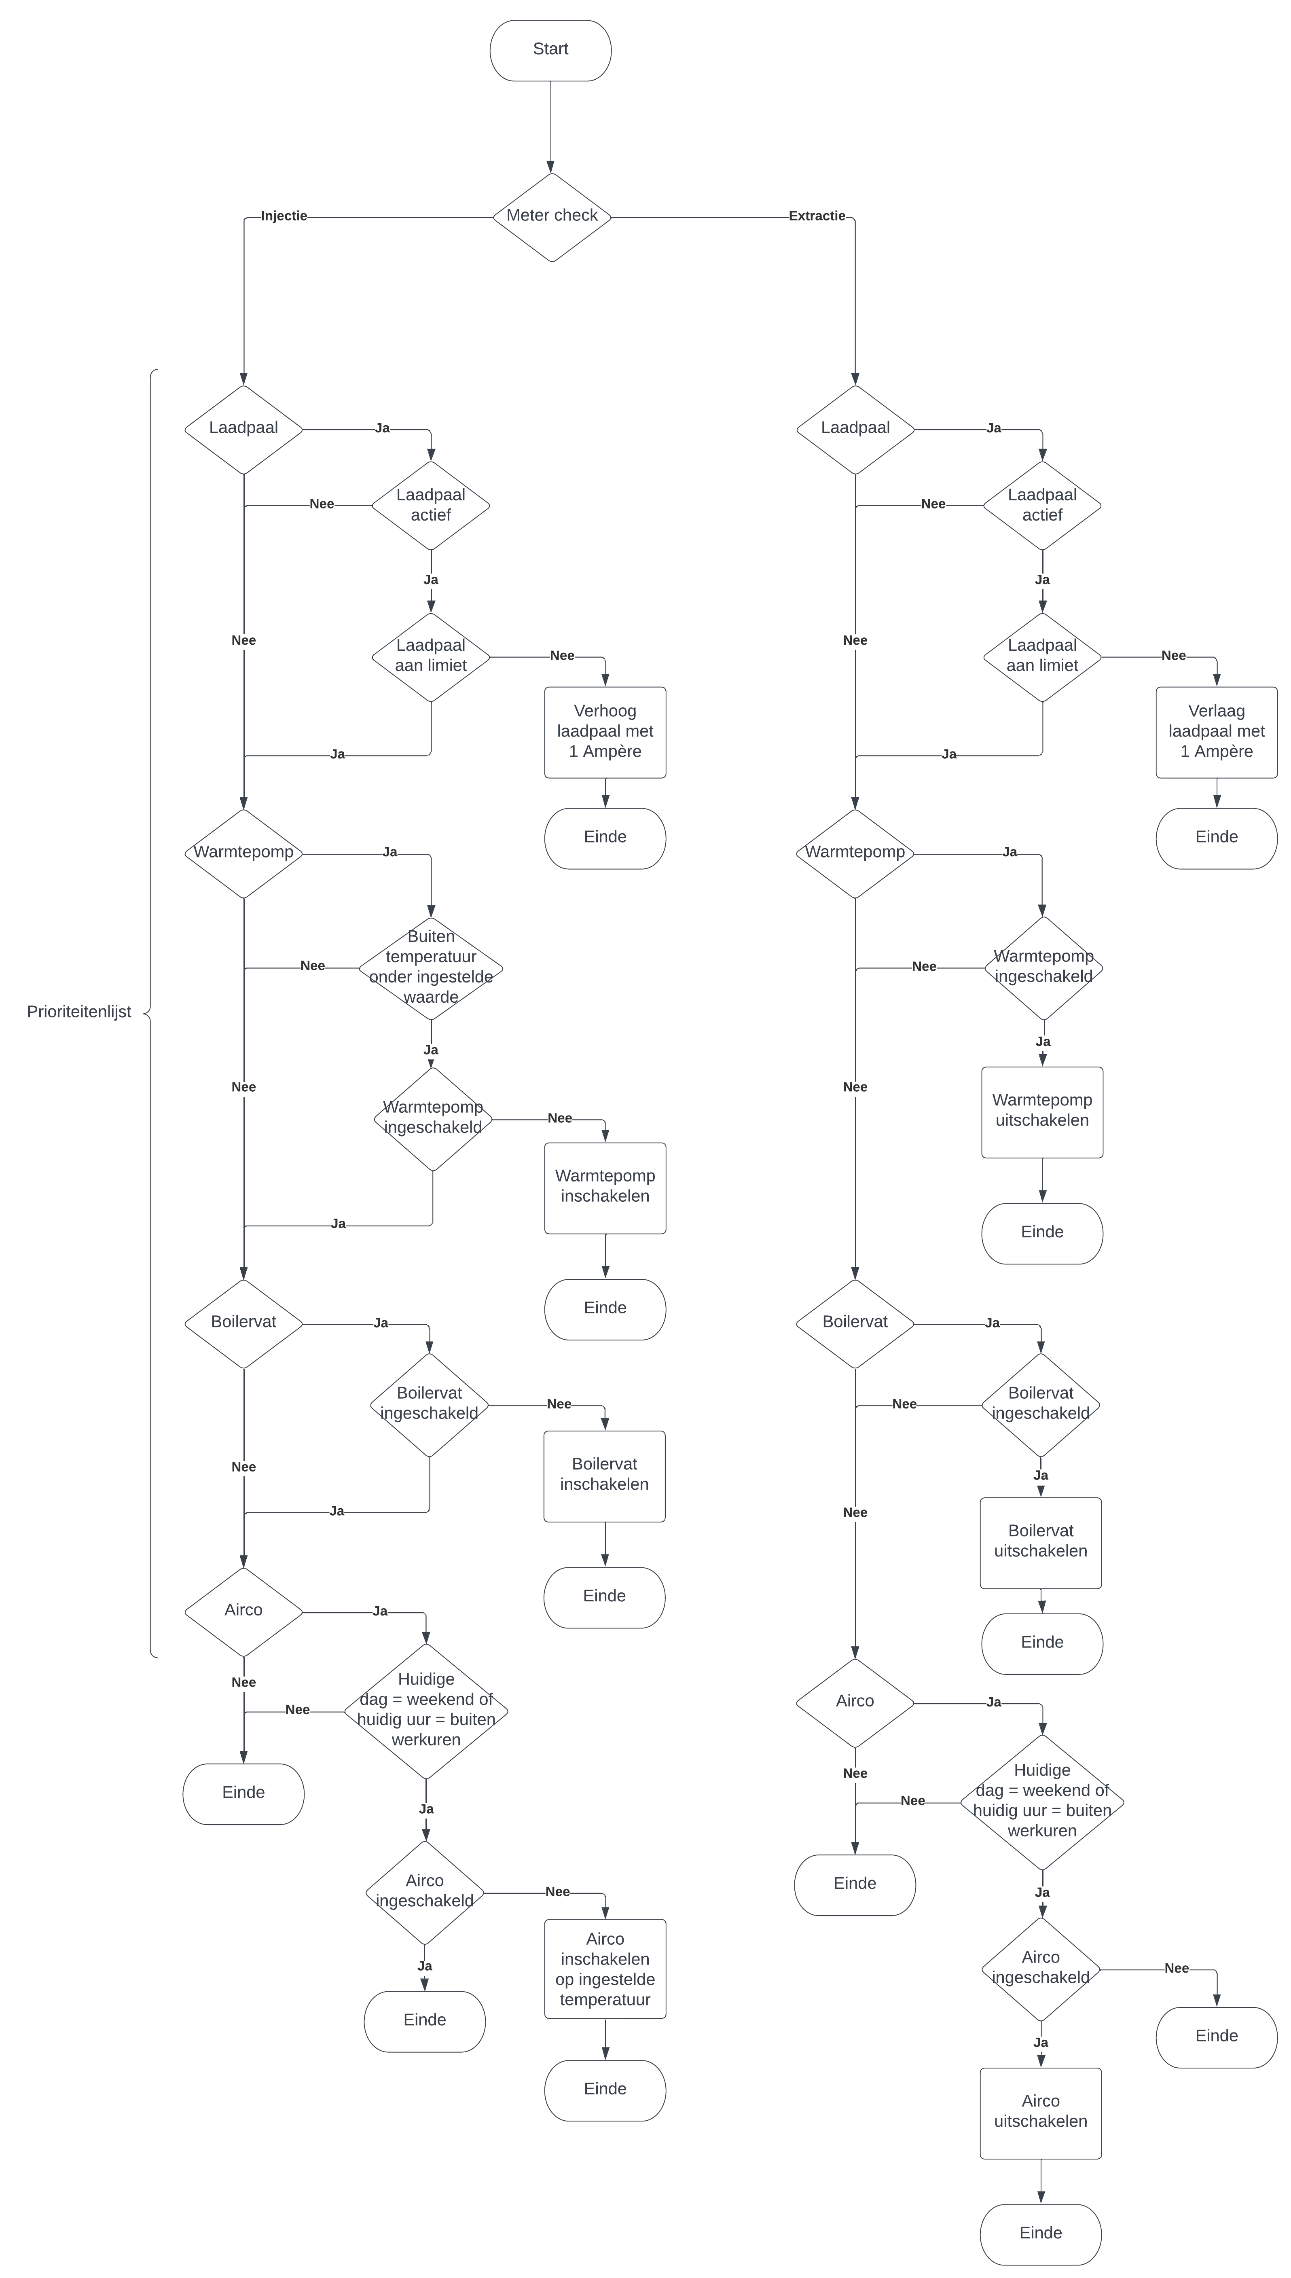 Start
Meter check
Injectie
Extractie
Prioriteitenlijst
Laadpaal
Ja
Laadpaal
actief
Nee
Ja
Nee
Laadpaal
aan limiet
Nee
Verhoog
laadpaal met
1 Ampère
Ja
Einde
Warmtepomp
Ja
Buiten
temperatuur
onder ingestelde
waarde
Nee
Ja
Nee
Warmtepomp
ingeschakeld
Nee
Warmtepomp
inschakelen
Ja
Einde
Boilervat
Ja
Boilervat
ingeschakeld
Nee
Boilervat
inschakelen
Nee
Ja
Einde
Airco
Ja
Nee
Huidige
dag = weekend of
huidig uur = buiten
werkuren
Nee
Einde
Ja
Airco
ingeschakeld
Nee
Airco
inschakelen
op ingestelde
temperatuur
Ja
Einde
Einde
Laadpaal
Ja
Laadpaal
actief
Nee
Ja
Nee
Laadpaal
aan limiet
Nee
Verlaag
laadpaal met
1 Ampère
Ja
Einde
Warmtepomp
Ja
Warmtepomp
ingeschakeld
Nee
Ja
Nee
Warmtepomp
uitschakelen
Einde
Boilervat
Ja
Boilervat
ingeschakeld
Nee
Ja
Nee
Boilervat
uitschakelen
Einde
Airco
Ja
Nee
Huidige
dag = weekend of
huidig uur = buiten
werkuren
Nee
Einde
Ja
Airco
ingeschakeld
Nee
Einde
Ja
Airco
uitschakelen
Einde